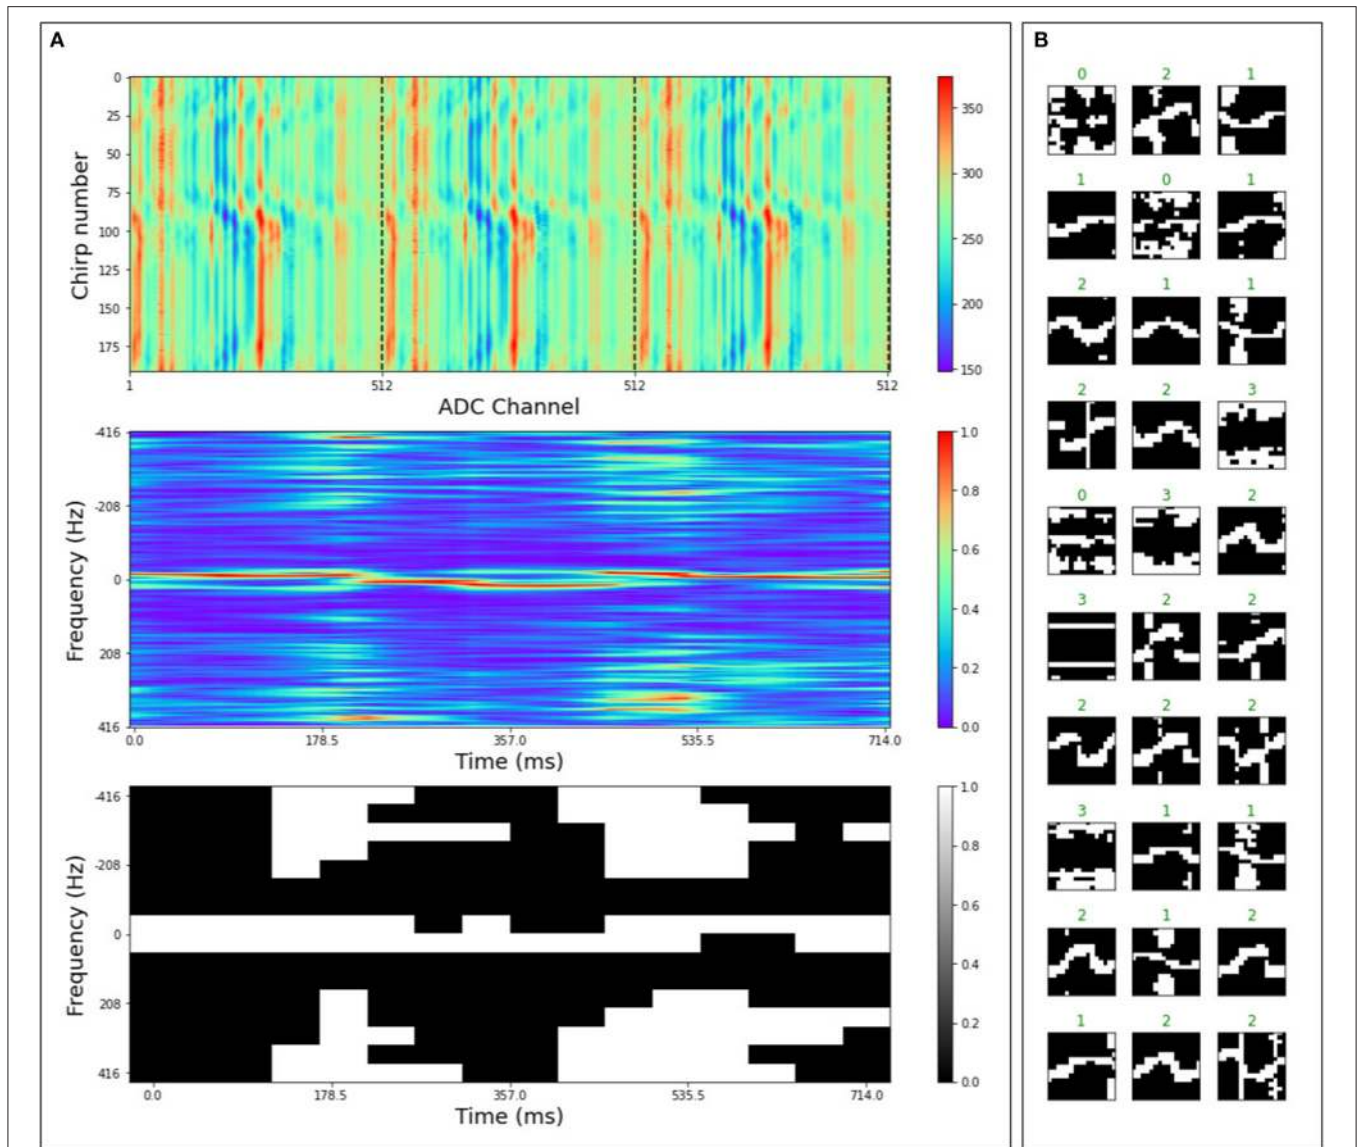 A
0
25
50
75
100
125
150
175
Chirp number
1 512 512 512
ADC Channel
350
300
250
200
150
-416
-208
0
208
416
Frequency (Hz)
0.0 178.5 357.0 535.5 714.0
Time (ms)
1.0
0.8
0.6
0.4
0.2
0.0
-416
-208
0
208
416
Frequency (Hz)
0.0 178.5 357.0 535.5 714.0
Time (ms)
1.0
0.8
0.6
0.4
0.2
0.0
B
0 2 1
1 0 1
2 1 1
2 2 3
0 3 2
3 2 2
2 2 2
3 1 1
2 1 2
1 2 2